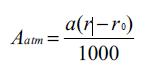 Aatm = a(r|−r₀)
1000